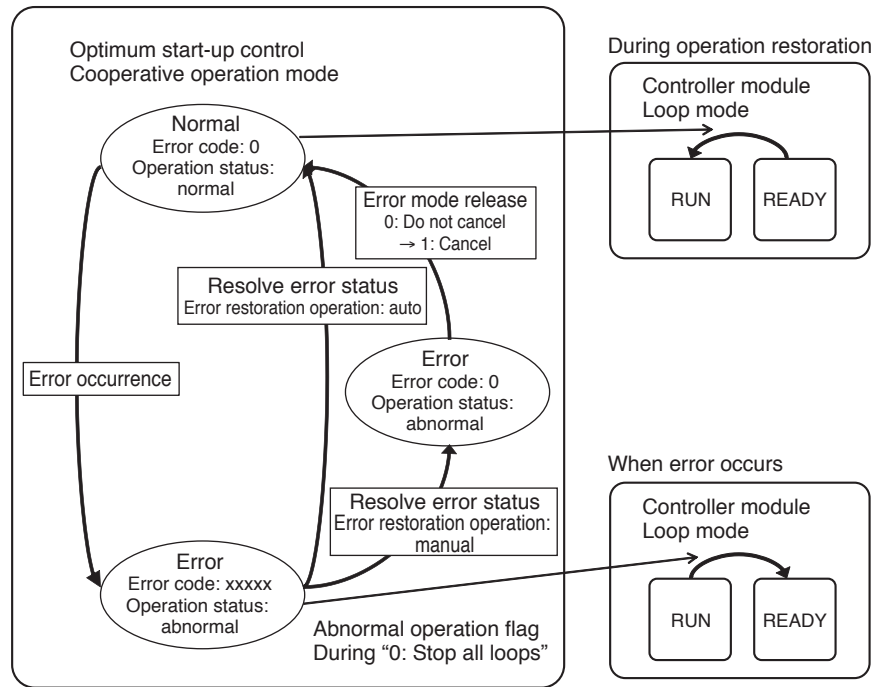 Optimum start-up control
Cooperative operation mode
Normal
Error code: 0
Operation status:
normal
Error mode release
0: Do not cancel
→ 1: Cancel
Resolve error status
Error restoration operation: auto
Error occurrence
Error
Error code: 0
Operation status:
abnormal
Resolve error status
Error restoration operation:
manual
Error
Error code: xxxxx
Operation status:
abnormal
Abnormal operation flag
During “0: Stop all loops”
During operation restoration
Controller module
Loop mode
RUN
READY
When error occurs
Controller module
Loop mode
RUN
READY